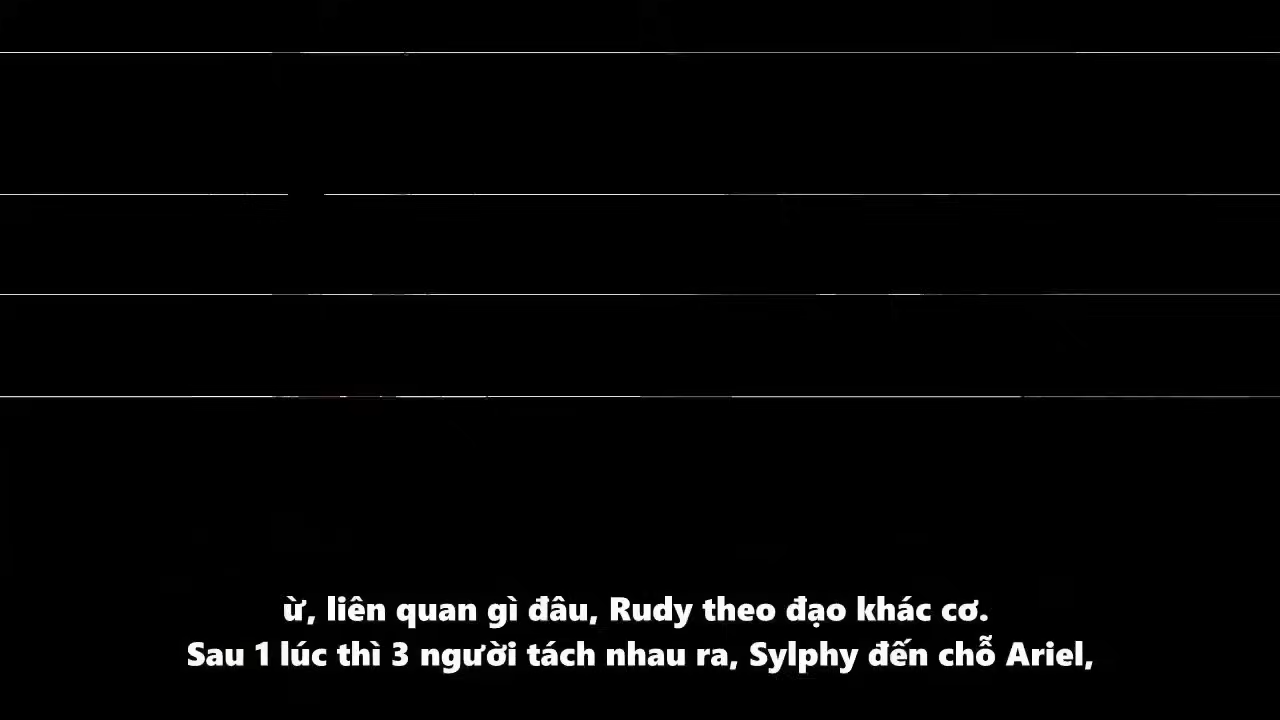 ừ, liên quan gì đâu, Rudy theo đạo khác cơ.
Sau 1 lúc thì 3 người tách nhau ra, Sylphy đến chỗ Ariel,